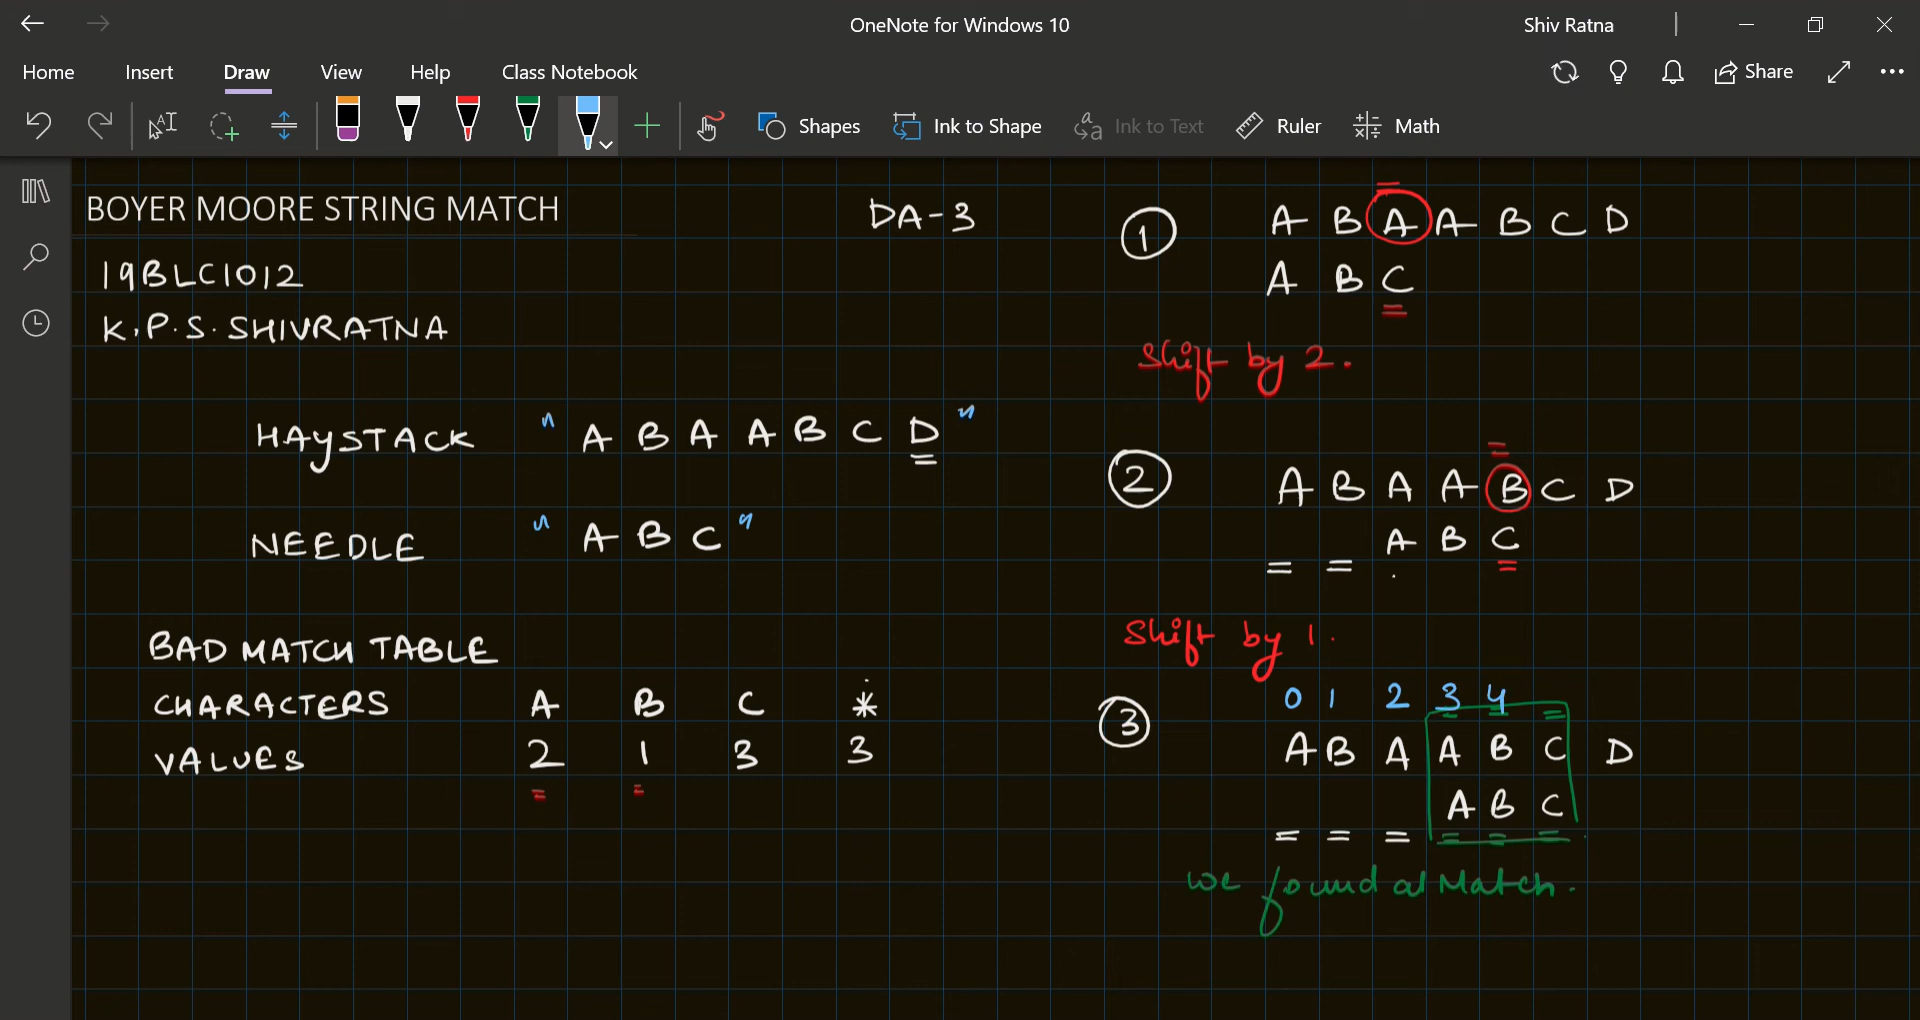 OneNote for Windows 10
Shiv Ratna
Home Insert Draw View Help Class Notebook
Share
Shapes Ink to Shape Ink to Text Ruler Math
BOYER MOORE STRING MATCH
DA-3
19BLC1012
K.P.S. SHIVRATNA
HAYSTACK " A B A A B C D "
NEEDLE " A B C "
BAD MATCH TABLE
CHARACTERS A B C *
VALUES 2 1 3 3
1 A B A A B C D
A B C
Shift by 2.
2 A B A A B C D
= = A B C
Shift by 1.
0 1 2 3 4
3 A B A A B C D
A B C
= = = = = =
We found a Match.